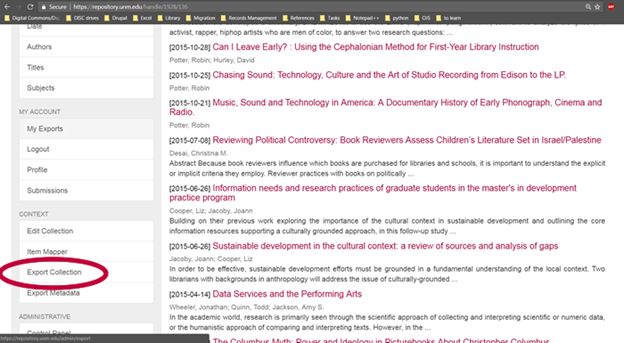 Secure | https://repository.unm.edu/handle/1928/136
Apps Export Commons/Do DISC drives Drupal Excel Library Migration Records Management References Tasks Notepad++ python OJS to learn
Date
Authors
Titles
Subjects
MY ACCOUNT
My Exports
Logout
Profile
Submissions
CONTEXT
Edit Collection
Item Mapper
Export Collection
Export Metadata
ADMINISTRATIVE
Control Panel
https://repository.unm.edu/admin/export
activist, rapper, hiphop artists who are men of color, to answer two research questions: ...
[2015-10-28] Can I Leave Early? : Using the Cephalonian Method for First-Year Library Instruction
Potter, Robin; Hurley, David
[2015-10-25] Chasing Sound: Technology, Culture and the Art of Studio Recording from Edison to the LP.
Potter, Robin
[2015-10-21] Music, Sound and Technology in America: A Documentary History of Early Phonograph, Cinema and
Radio.
Potter, Robin
[2015-07-08] Reviewing Political Controversy: Book Reviewers Assess Children's Literature Set in Israel/Palestine
Desai, Christina M.
Abstract Because book reviewers influence which books are purchased for libraries and schools, it is important to understand the explicit
or implicit criteria they employ. Reviewer practices with books on politically ...
[2015-06-26] Information needs and research practices of graduate students in the master's in development
practice program
Cooper, Liz; Jacoby, Joann
Building on their previous work exploring the importance of the cultural context in sustainable development and outlining the core
information resources supporting a culturally grounded approach, in this follow-up study ...
[2015-06-26] Sustainable development in the cultural context: a review of sources and analysis of gaps
Jacoby, Joann; Cooper, Liz
In order to be effective, sustainable development efforts must be grounded in a fundamental understanding of the local context. Two
librarians with backgrounds in anthropology will address the issue of culturally-grounded ...
[2015-04-14] Data Services and the Performing Arts
Wheeler, Jonathan; Quinn, Todd; Jackson, Amy S.
In the academic world, research is primarily seen through the scientific approach of collecting and interpreting scientific or numeric data,
or the humanistic approach of comparing and interpreting texts. However, in the ...
The Columbus Myth: Power and Ideology in Picturebooks About Christopher Columbus